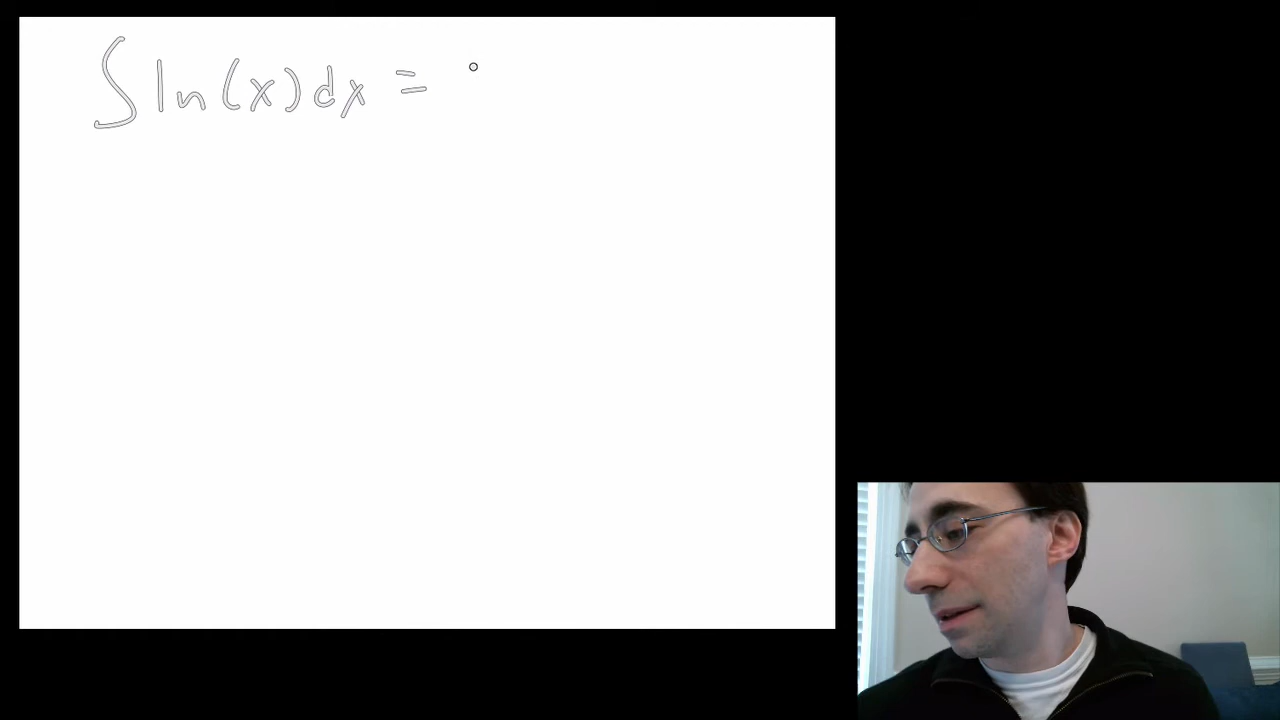 ∫ ln(x) dx =